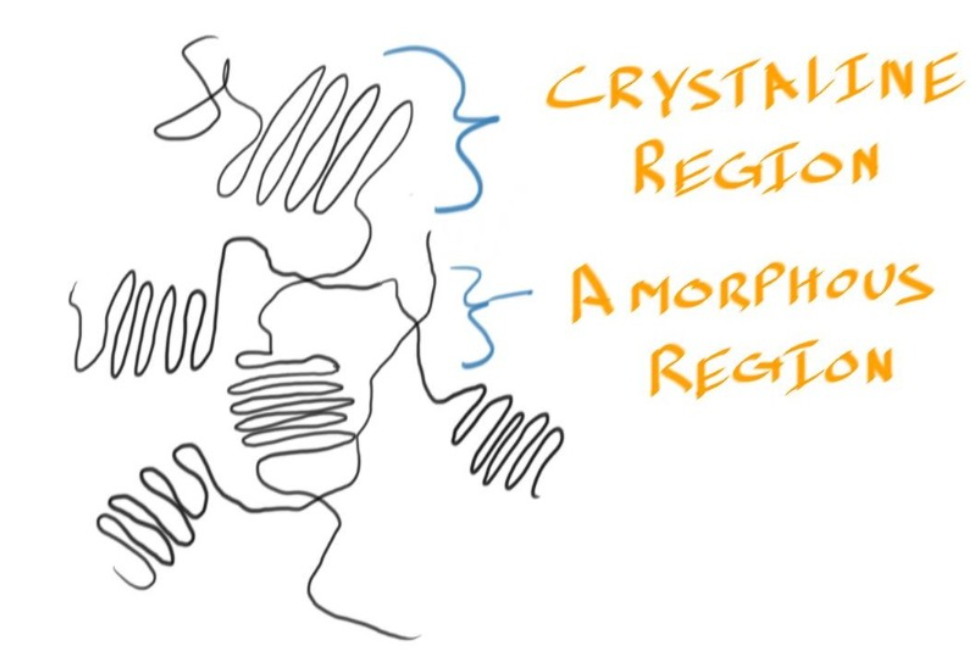 CRYSTALINE
REGION
AMORPHOUS
REGION